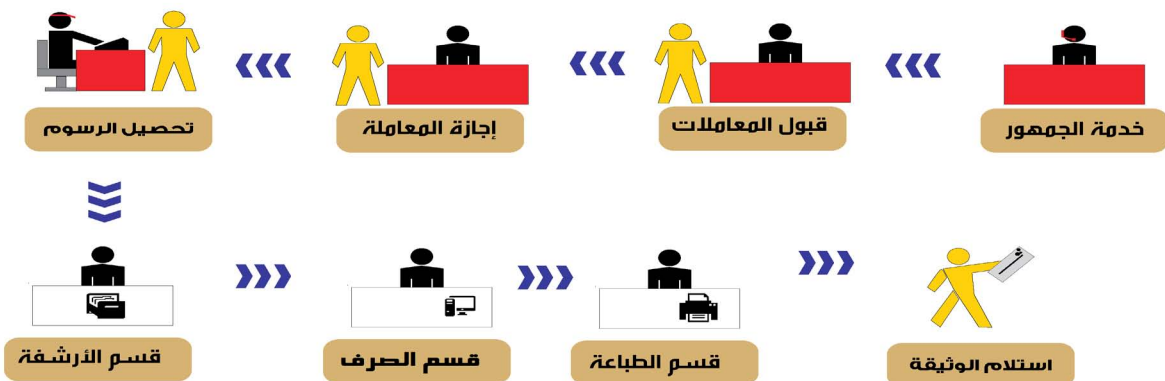 خدمة الجمهور
قبول المعاملات
إجازة المعاملة
تحصيل الرسوم
قسم الأرشفة
قسم الصرف
قسم الطباعة
استلام الوثيقة